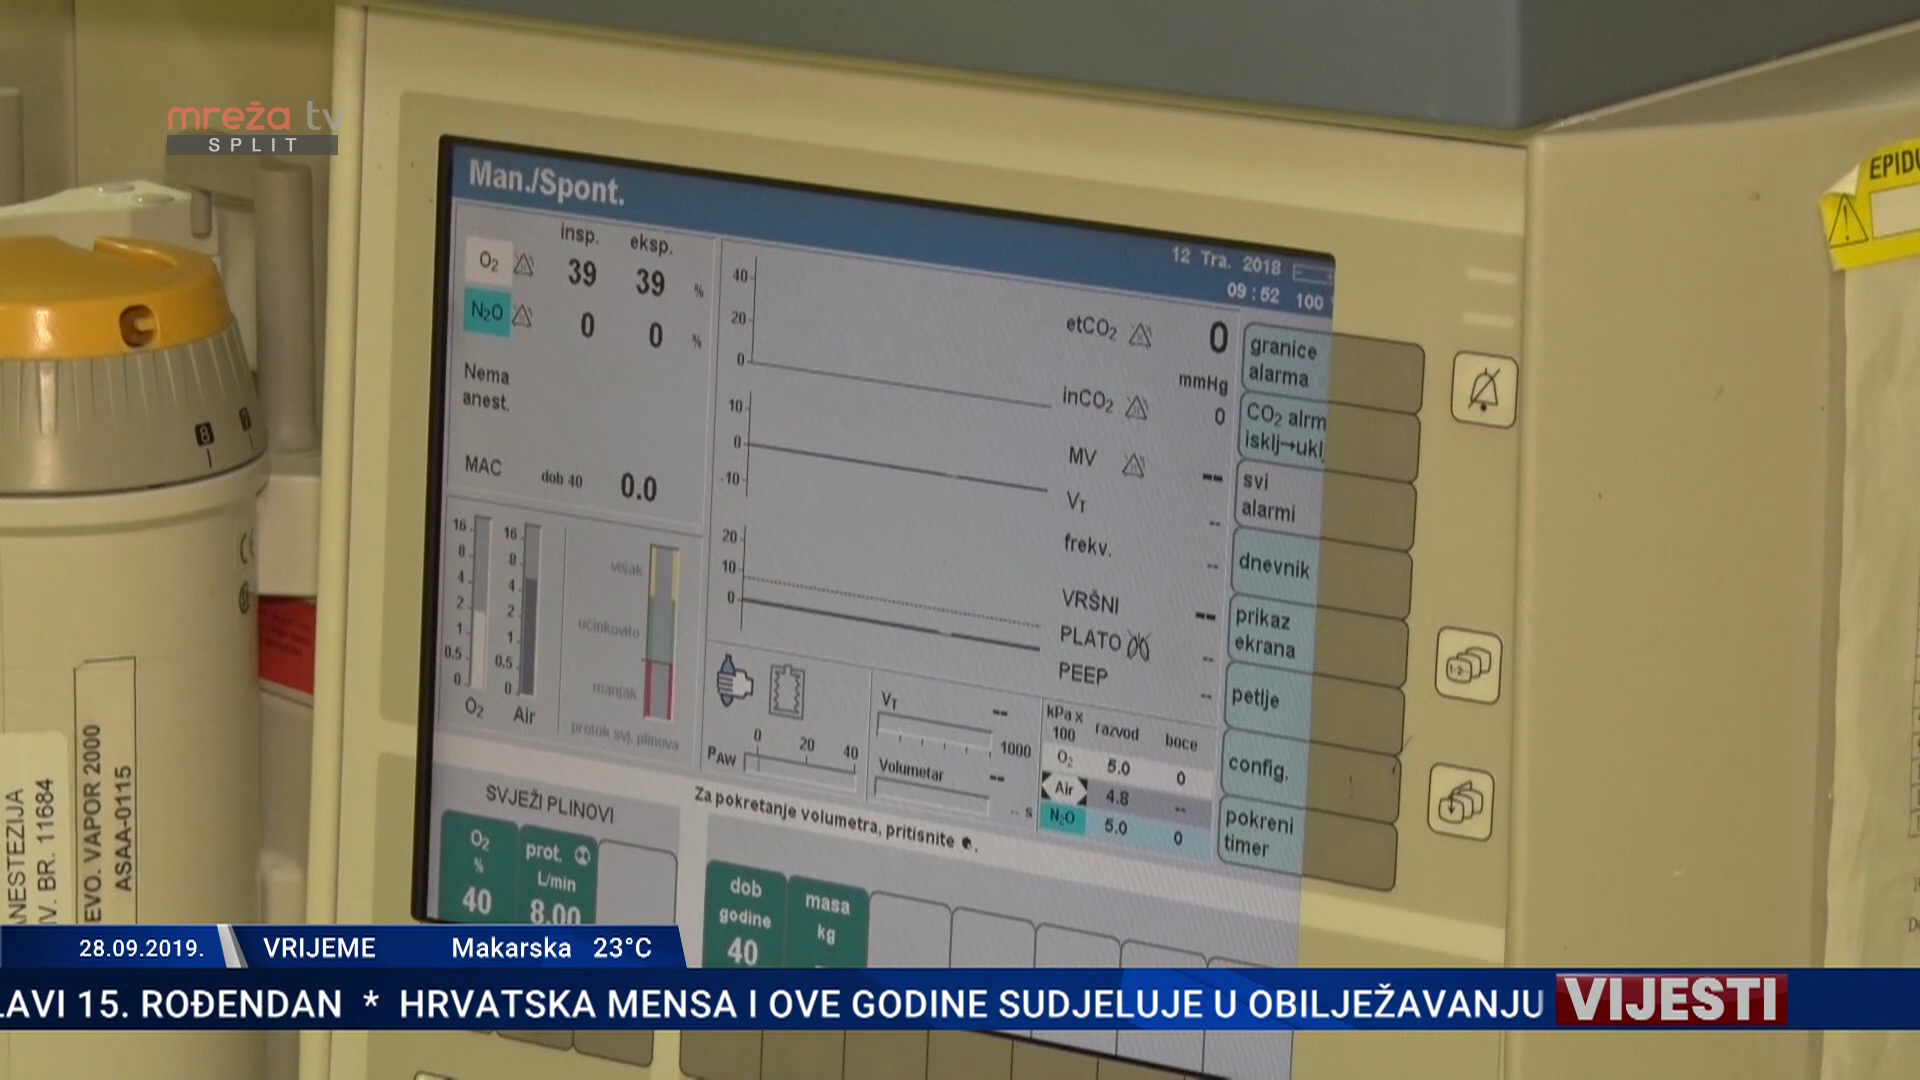 mreža tv
SPLIT
Man./Spont.
12 Tra. 2018
09:52 100
insp. eksp.
O₂ 39 39 %
N₂O 0 0 %
Nema
anest.
MAC dob 40 0.0
16 8 4 2 1 0.5 0
16 8 4 2 1 0.5 0
O₂ Air
višak
učinkovito
manjak
protok svj. plinova
40
20
0
10
0
-10
20
10
0
etCO₂ 0
mmHg
inCO₂ 0
MV --
VT --
frekv. --
VRŠNI --
PLATO --
PEEP --
PAW 0 20 40
VT -- 1000
Volumetar --
-- s
kPa x
100 razvod boce
O₂ 5.0 0
Air 4.8 --
N₂O 5.0 0
granice
alarma
CO₂ alrm
isklj→uklj
svi
alarmi
dnevnik
prikaz
ekrana
petlje
config.
pokreni
timer
Za pokretanje volumetra, pritisnite
SVJEŽI PLINOVI
O₂
%
40
prot.
L/min
8.00
dob
godine
40
masa
kg
8
EVO. VAPOR 2000
ASAA-0115
28.09.2019. VRIJEME Makarska 23°C
LAVI 15. ROĐENDAN * HRVATSKA MENSA I OVE GODINE SUDJELUJE U OBILJEŽAVANJU
VIJESTI